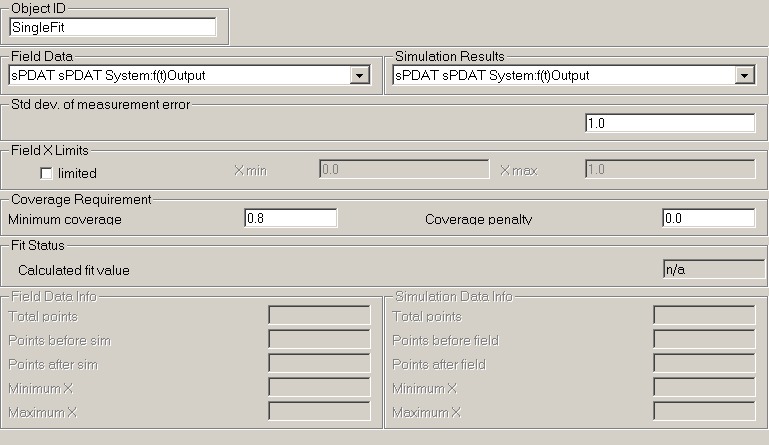 Object ID
SingleFit
Field Data
Simulation Results
sPDAT sPDAT System:f(t)Output
sPDAT sPDAT System:f(t)Output
Std dev. of measurement error
1.0
Field X Limits
limited
X min
0.0
X max
1.0
Coverage Requirement
Minimum coverage
0.8
Coverage penalty
0.0
Fit Status
Calculated fit value
n/a
Field Data Info
Total points
Points before sim
Points after sim
Minimum X
Maximum X
Simulation Data Info
Total points
Points before field
Points after field
Minimum X
Maximum X